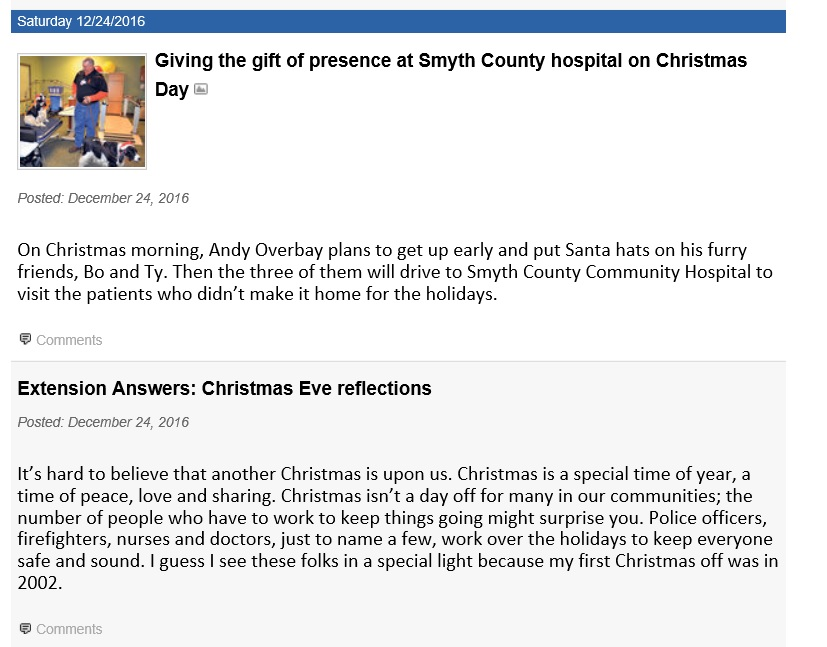 Saturday 12/24/2016
Giving the gift of presence at Smyth County hospital on Christmas
Day
Posted: December 24, 2016
On Christmas morning, Andy Overbay plans to get up early and put Santa hats on his furry
friends, Bo and Ty. Then the three of them will drive to Smyth County Community Hospital to
visit the patients who didn’t make it home for the holidays.
Comments
Extension Answers: Christmas Eve reflections
Posted: December 24, 2016
It’s hard to believe that another Christmas is upon us. Christmas is a special time of year, a
time of peace, love and sharing. Christmas isn’t a day off for many in our communities; the
number of people who have to work to keep things going might surprise you. Police officers,
firefighters, nurses and doctors, just to name a few, work over the holidays to keep everyone
safe and sound. I guess I see these folks in a special light because my first Christmas off was in
2002.
Comments